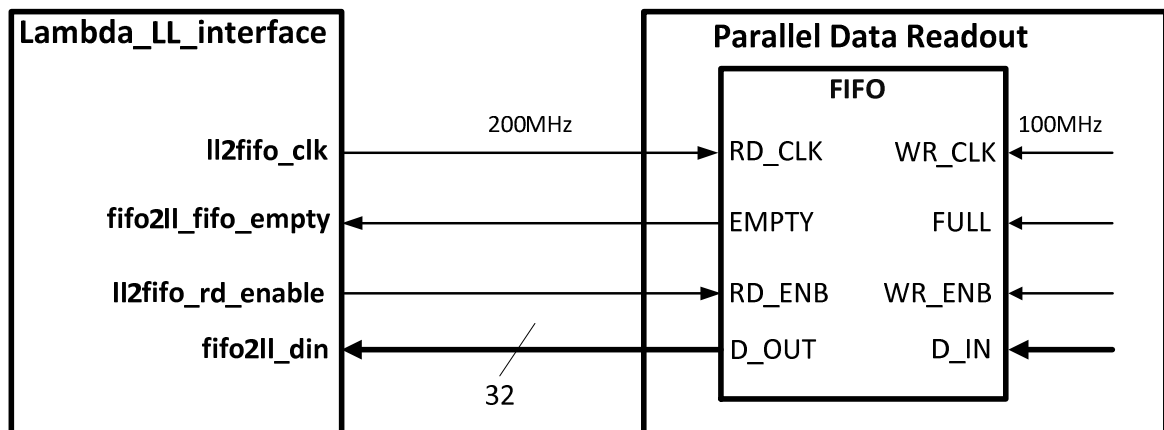 Lambda_LL_interface
Parallel Data Readout
FIFO
200MHz
100MHz
ll2fifo_clk
RD_CLK
WR_CLK
fifo2ll_fifo_empty
EMPTY
FULL
ll2fifo_rd_enable
RD_ENB
WR_ENB
fifo2ll_din
D_OUT
D_IN
32